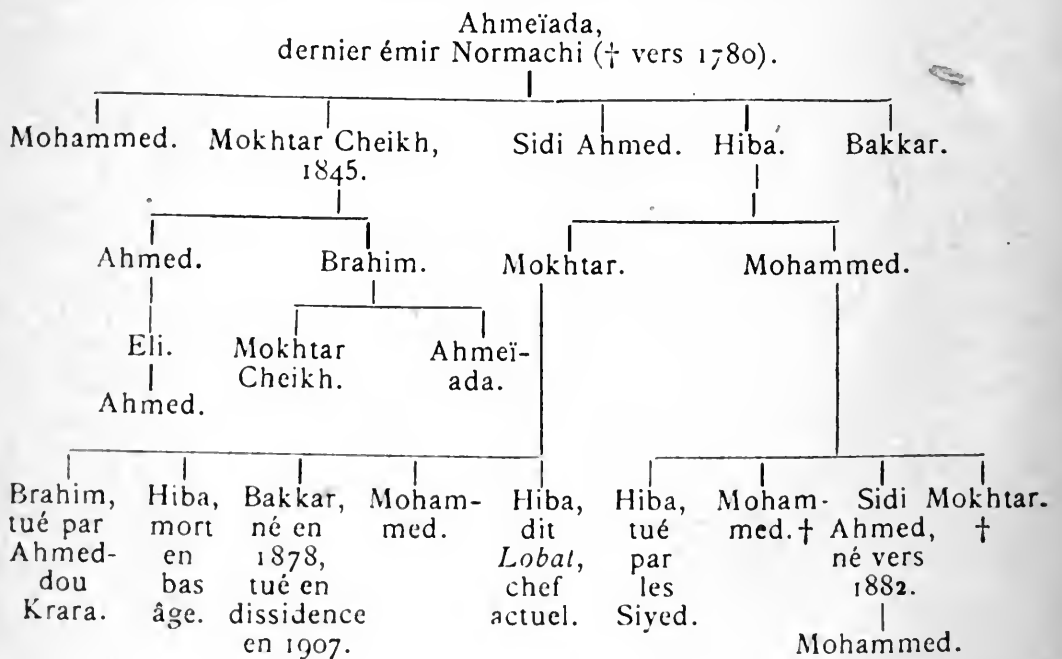 Ahmeïada,
dernier émir Normachi († vers 1780).
Mohammed. Mokhtar Cheikh, Sidi Ahmed. Hiba. Bakkar.
1845.
Ahmed. Brahim. Mokhtar. Mohammed.
Eli. Mokhtar Ahmeï-
Cheikh. ada.
Ahmed.
Brahim, Hiba, Bakkar, Moham- Hiba, Hiba, Moham- Sidi Mokhtar.
tué par mort né en med. dit tué med. † Ahmed, †
Ahmed- en 1878, Lobat, par né vers
dou bas tué en chef les 1882.
Krara. âge. dissidence actuel. Siyed.
en 1907. Mohammed.